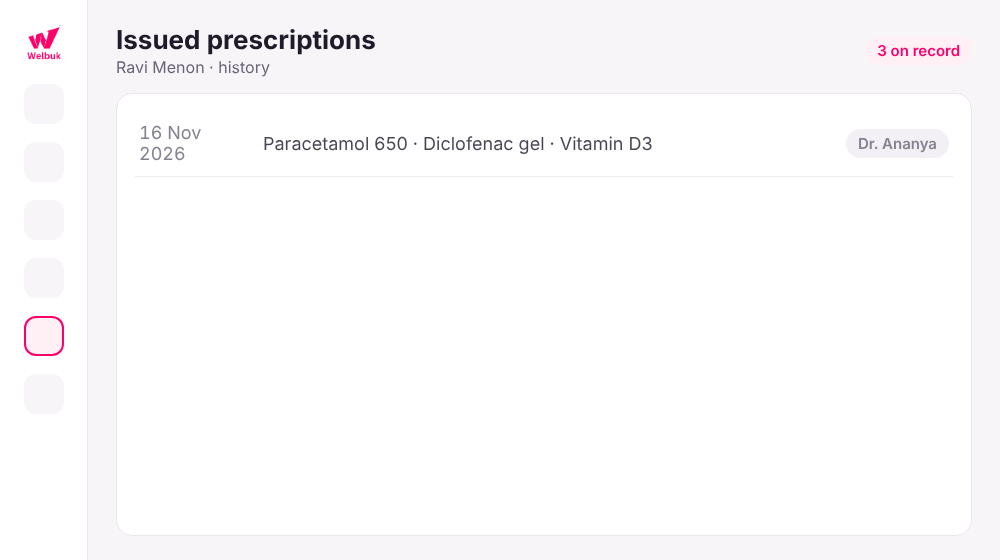 Welbuk
Issued prescriptions
Ravi Menon · history
3 on record
16 Nov
2026
Paracetamol 650 · Diclofenac gel · Vitamin D3
Dr. Ananya